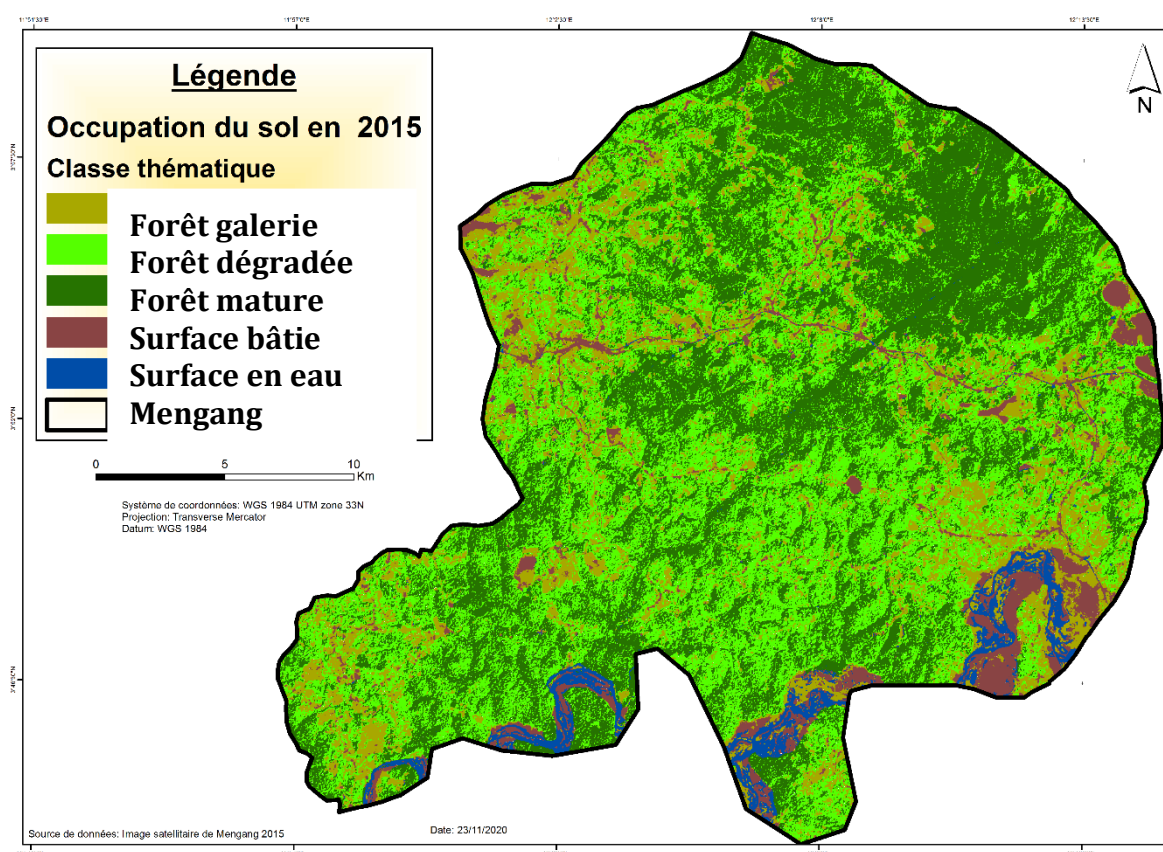 Légende
Occupation du sol en 2015
Classe thématique
Forêt galerie
Forêt dégradée
Forêt mature
Surface bâtie
Surface en eau
Mengang
N
0 5 10
Km
Système de coordonnées: WGS 1984 UTM zone 33N
Projection: Transverse Mercator
Datum: WGS 1984
Source de données: Image satellitaire de Mengang 2015
Date: 23/11/2020